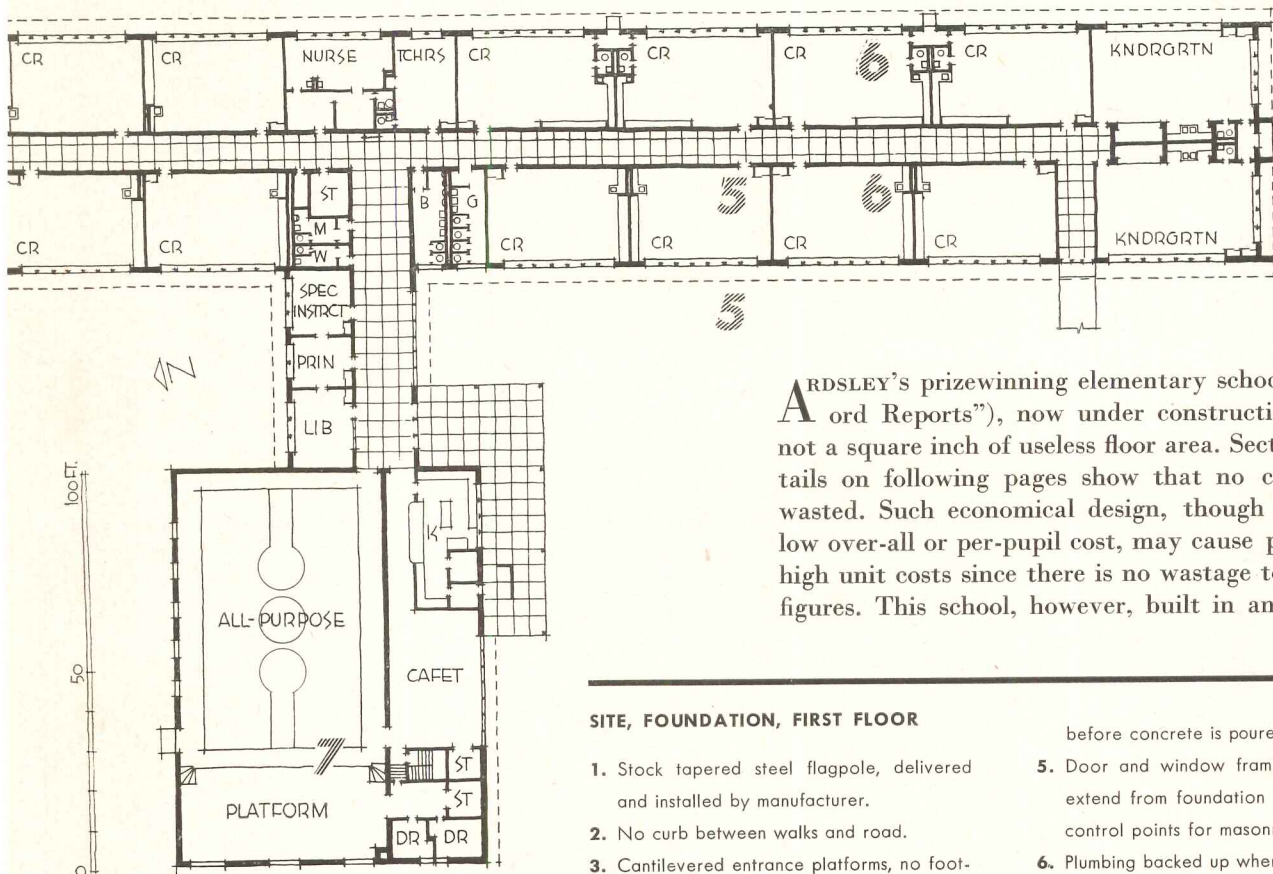 CR
CR
NURSE
TCHRS
CR
CR
CR
6
CR
KNDRGRTN
CR
CR
ST
M
W
B
G
CR
5
CR
6
CR
CR
KNDRGRTN
SPEC
INSTRCT
5
PRIN
N
LIB
100 FT.
50
0
K
ALL-PURPOSE
CAFET
7
PLATFORM
ST
ST
DR
DR
ARDSLEY's prizewinning elementary schoo
ord Reports”), now under constructi
not a square inch of useless floor area. Sect
tails on following pages show that no c
wasted. Such economical design, though
low over-all or per-pupil cost, may cause p
high unit costs since there is no wastage t
figures. This school, however, built in an
SITE, FOUNDATION, FIRST FLOOR
1. Stock tapered steel flagpole, delivered
and installed by manufacturer.
2. No curb between walks and road.
3. Cantilevered entrance platforms, no foot-
before concrete is poure
5. Door and window fram
extend from foundation
control points for mason
6. Plumbing backed up whe